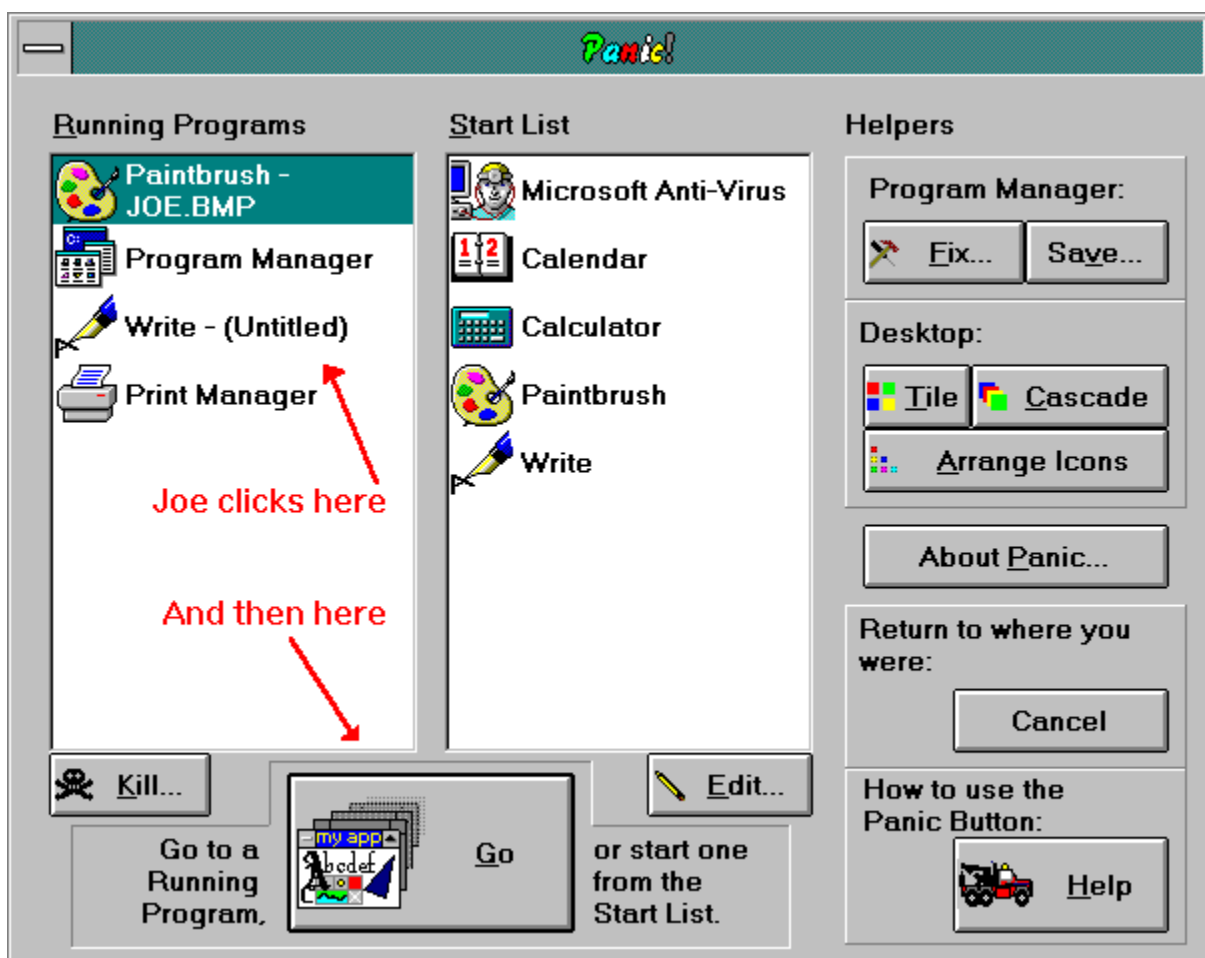 Panic!
Running Programs
Start List
Helpers
Paintbrush -
JOE.BMP
Program Manager
Write - (Untitled)
Print Manager
Joe clicks here
And then here
Microsoft Anti-Virus
1 2
Calendar
Calculator
Paintbrush
Write
Program Manager:
Fix...
Save...
Desktop:
Tile
Cascade
Arrange Icons
About Panic...
Return to where you
were:
Cancel
Kill...
Edit...
How to use the
Panic Button:
Help
Go to a
Running
Program,
my app
Abcdef
Go
or start one
from the
Start List.
C: